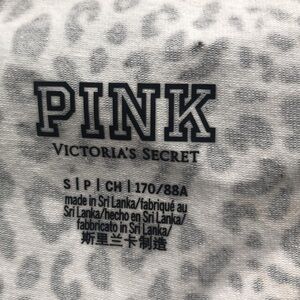 PINK
VICTORIA'S SECRET
S | P | CH | 170/88A
made in Sri Lanka/fabriqué au
Sri Lanka/hecho en Sri Lanka/
fabbricato in Sri Lanka/
斯里兰卡制造